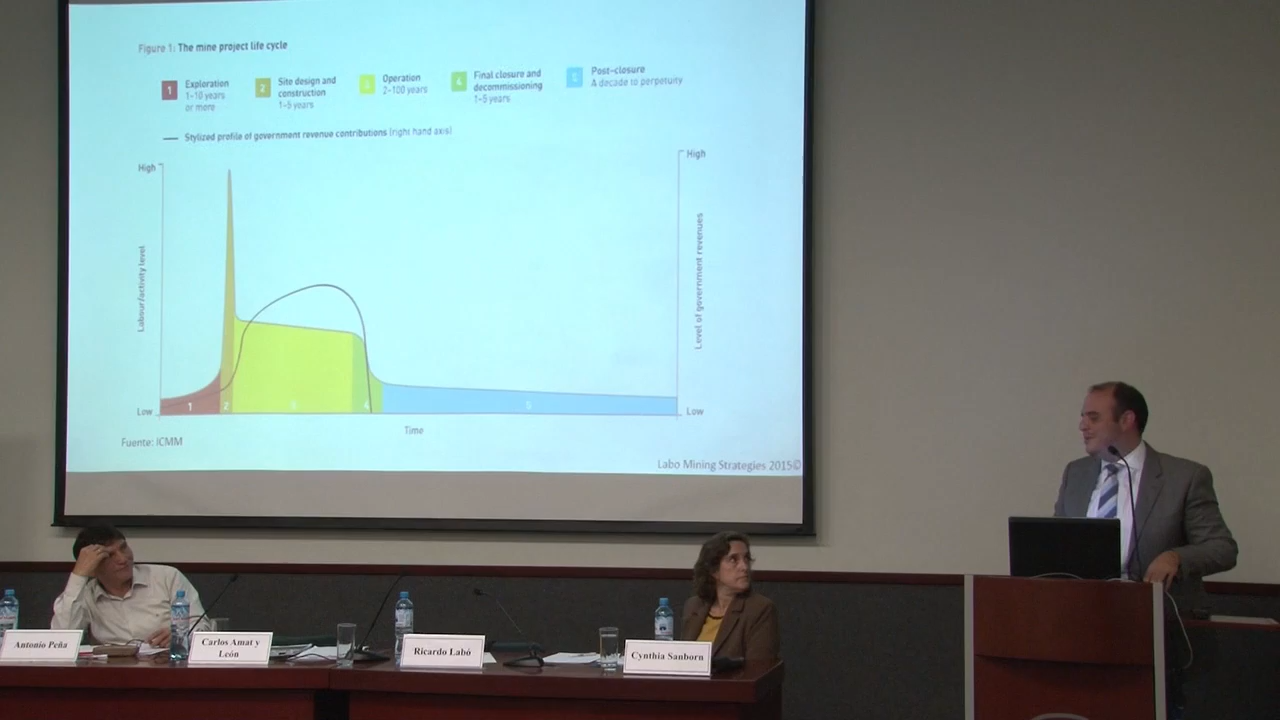 Figure 1: The mine project life cycle
1
Exploration
1-10 years
or more
2
Site design and
construction
1-5 years
3
Operation
2-100 years
4
Final closure and
decommissioning
1-5 years
5
Post-closure
A decade to perpetuity
Stylized profile of government revenue contributions (right hand axis)
High
High
Labour/activity level
Level of government revenues
1
2
3
4
5
Low
Low
Time
Fuente: ICMM
Labo Mining Strategies 2015©
Antonio Peña
Carlos Amat y
León
Ricardo Labó
Cynthia Sanborn